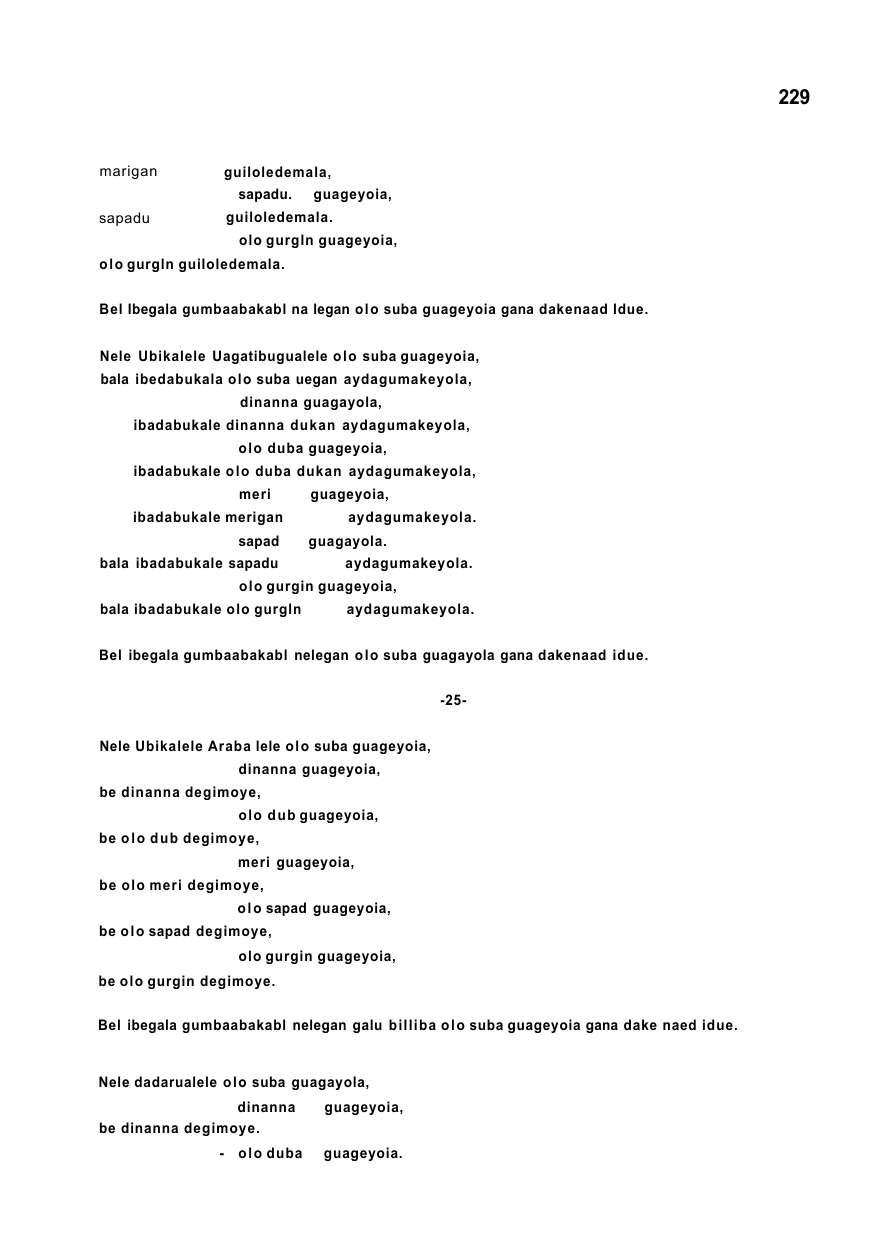 229
marigan guiloledemala,
sapadu. guageyoia,
sapadu guiloledemala.
olo gurgln guageyoia,
olo gurgln guiloledemala.
Bel lbegala gumbaabakabl na legan olo suba guageyoia gana dakenaad ldue.
Nele Ubikalele Uagatibugualele olo suba guageyoia,
bala ibedabukala olo suba uegan aydagumakeyola,
dinanna guagayola,
ibadabukale dinanna dukan aydagumakeyola,
olo duba guageyoia,
ibadabukale olo duba dukan aydagumakeyola,
meri guageyoia,
ibadabukale merigan aydagumakeyola.
sapad guagayola.
bala ibadabukale sapadu aydagumakeyola.
olo gurgin guageyoia,
bala ibadabukale olo gurgln aydagumakeyola.
Bel ibegala gumbaabakabl nelegan olo suba guagayola gana dakenaad idue.
-25-
Nele Ubikalele Araba lele olo suba guageyoia,
dinanna guageyoia,
be dinanna degimoye,
olo dub guageyoia,
be olo dub degimoye,
meri guageyoia,
be olo meri degimoye,
olo sapad guageyoia,
be olo sapad degimoye,
olo gurgin guageyoia,
be olo gurgin degimoye.
Bel ibegala gumbaabakabl nelegan galu billiba olo suba guageyoia gana dake naed idue.
Nele dadarualele olo suba guagayola,
dinanna guageyoia,
be dinanna degimoye.
- olo duba guageyoia.